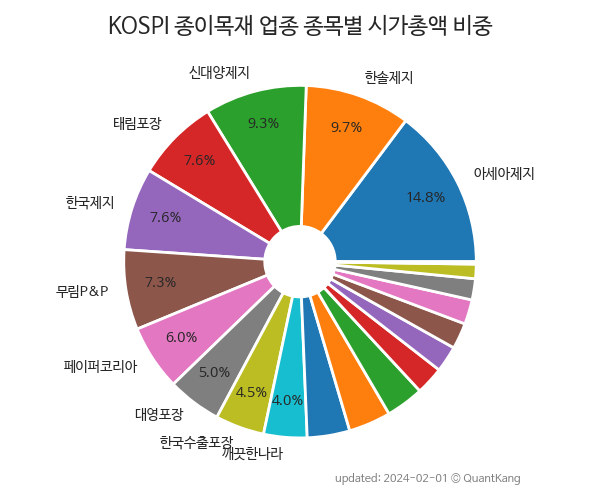 KOSPI 종이목재 업종 종목별 시가총액 비중
신대양제지
한솔제지
9.3%
9.7%
태림포장
7.6%
아세아제지
14.8%
한국제지
7.6%
무림P&P
7.3%
6.0%
페이퍼코리아
5.0%
4.5%
4.0%
대영포장
한국수출포장
깨끗한나라
updated: 2024-02-01 © QuantKang